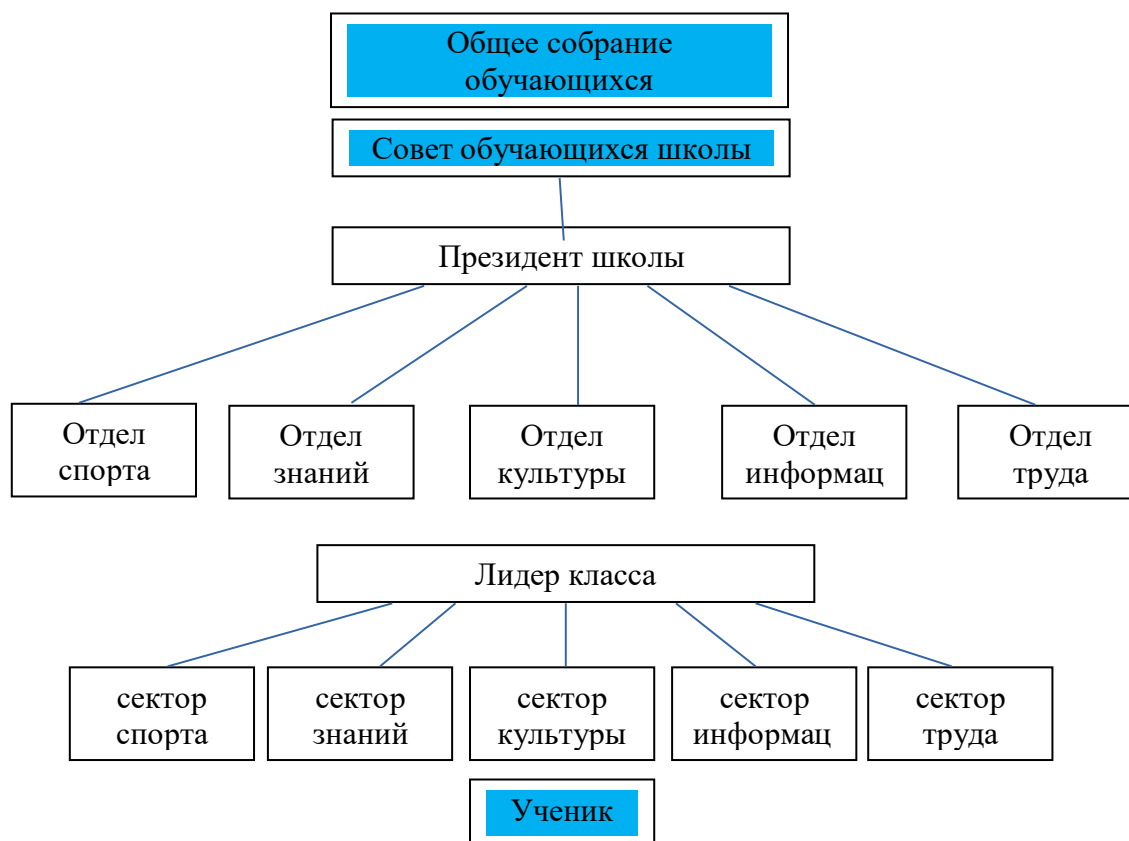 Общее собрание
обучающихся
Совет обучающихся школы
Президент школы
Отдел
спорта
Отдел
знаний
Отдел
культуры
Отдел
информац
Отдел
труда
Лидер класса
сектор
спорта
сектор
знаний
сектор
культуры
сектор
информац
сектор
труда
Ученик